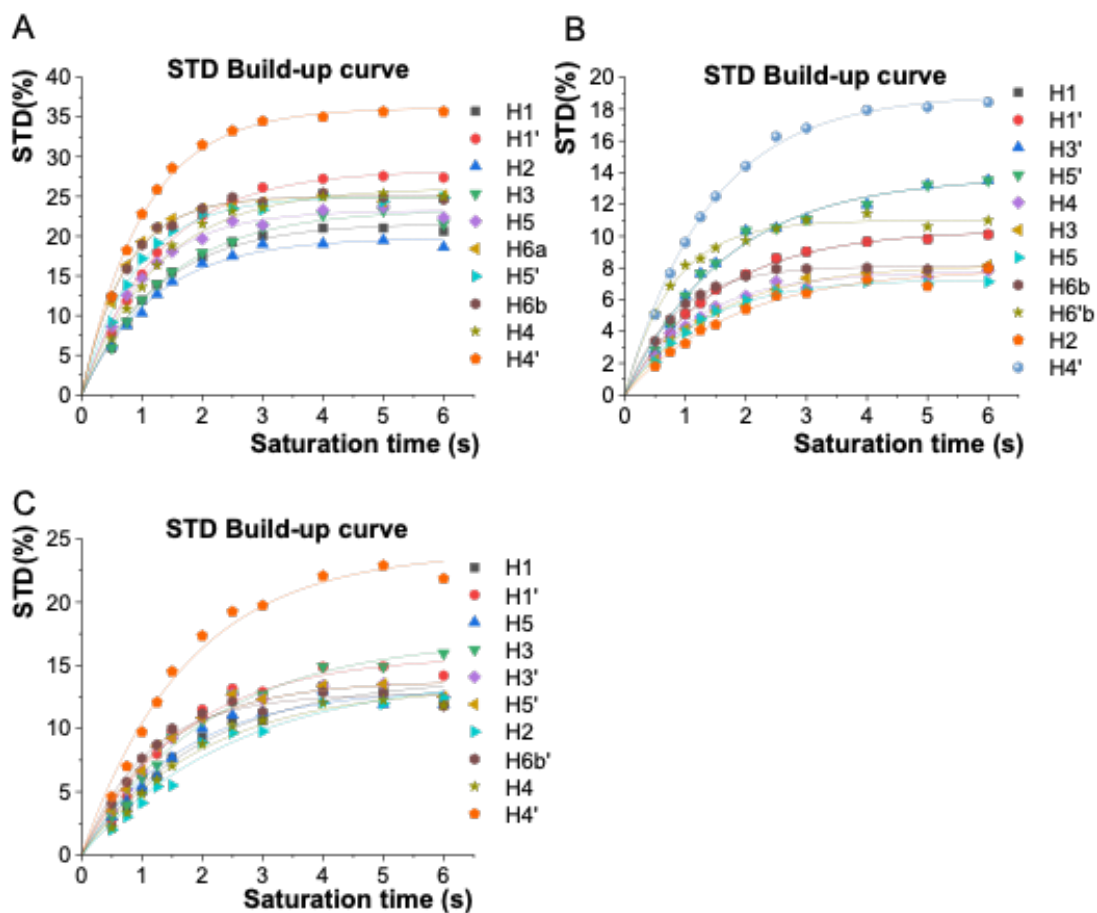 A
STD Build-up curve
STD(%)
40
35
30
25
20
15
10
5
0
0 1 2 3 4 5 6
Saturation time (s)
H1
H1'
H2
H3
H5
H6a
H5'
H6b
H4
H4'
B
STD Build-up curve
STD(%)
20
18
16
14
12
10
8
6
4
2
0
0 1 2 3 4 5 6
Saturation time (s)
H1
H1'
H3'
H5'
H4
H3
H5
H6b
H6'b
H2
H4'
C
STD Build-up curve
STD(%)
25
20
15
10
5
0
0 1 2 3 4 5 6
Saturation time (s)
H1
H1'
H5
H3
H3'
H5'
H2
H6b'
H4
H4'